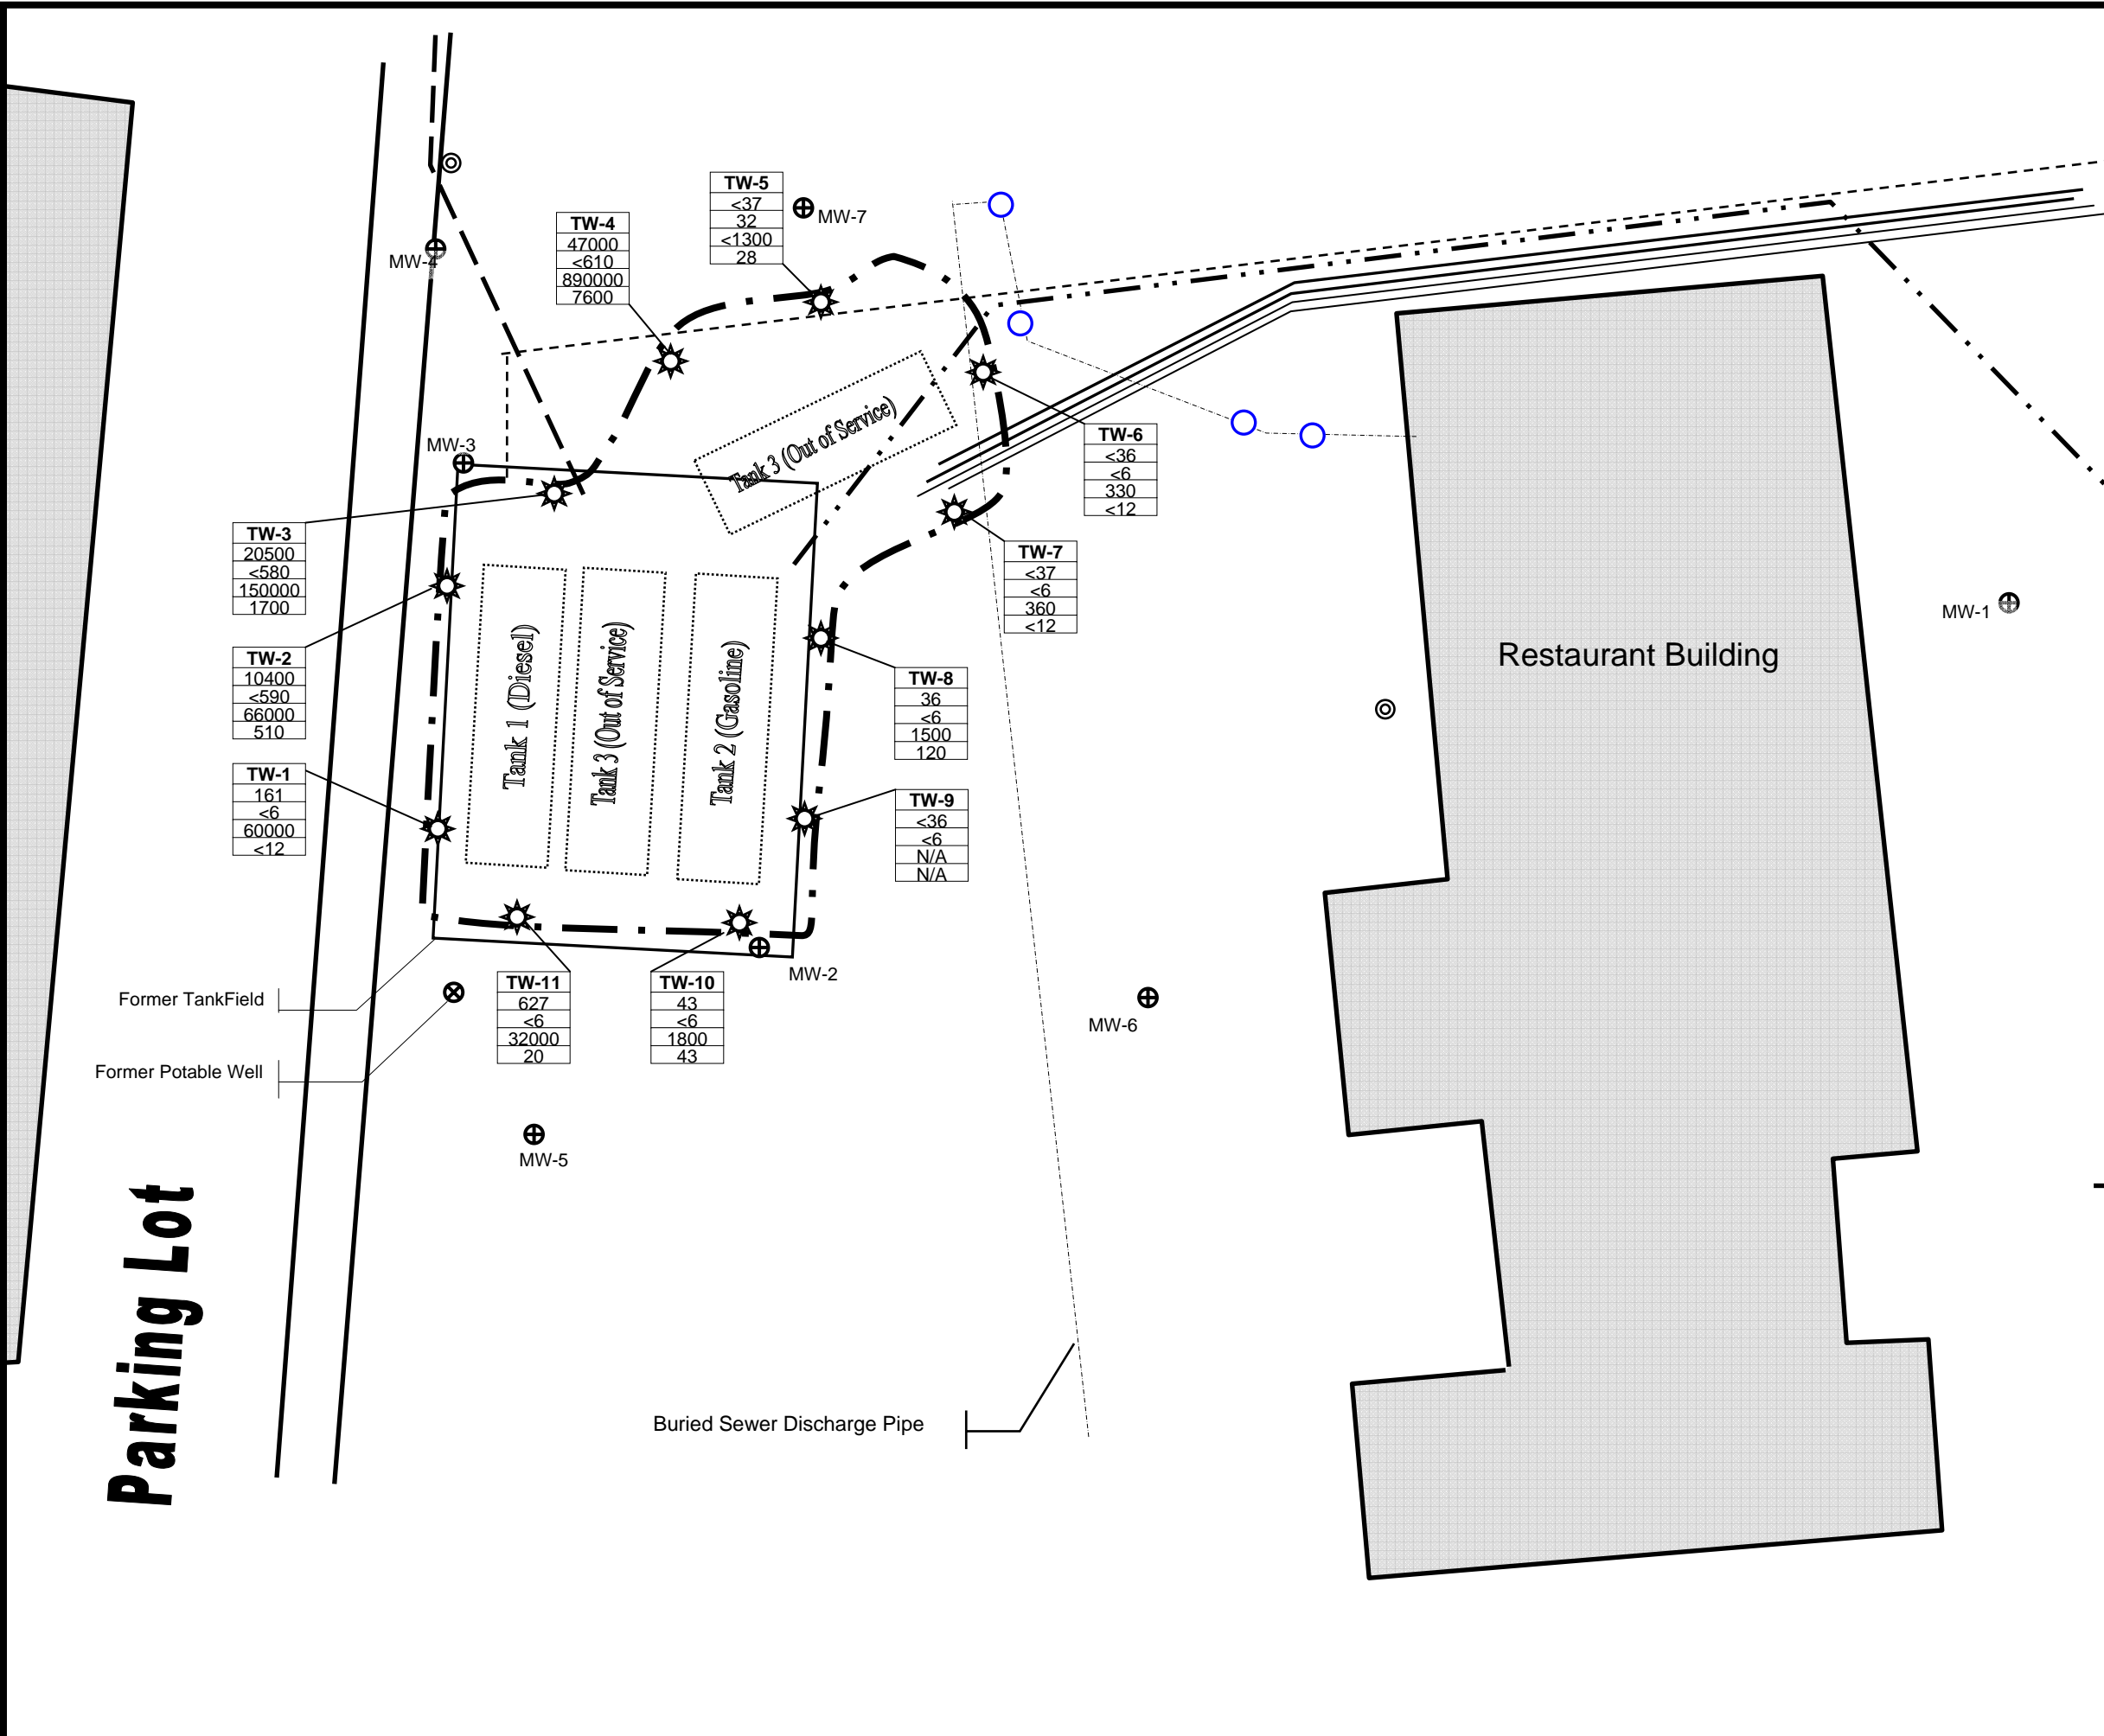 TW-5
<37
32
<1300
28
MW-7
TW-4
47000
<610
890000
7600
MW-4
MW-3
Tank 3 (Out of Service)
TW-6
<36
<6
330
<12
TW-3
20500
<580
150000
1700
TW-7
<37
<6
360
<12
MW-1
Restaurant Building
TW-2
10400
<590
66000
510
Tank 1 (Diesel)
Tank 3 (Out of Service)
Tank 2 (Gasoline)
TW-8
36
<6
1500
120
TW-1
161
<6
60000
<12
TW-9
<36
<6
N/A
N/A
MW-2
TW-11
627
<6
32000
20
TW-10
43
<6
1800
43
Former TankField
MW-6
Former Potable Well
MW-5
Parking Lot
Buried Sewer Discharge Pipe